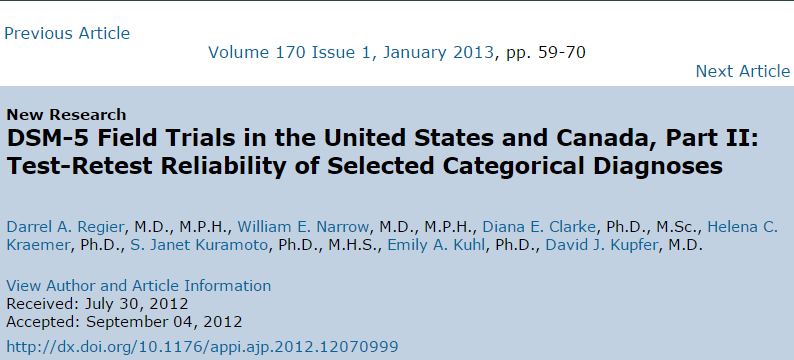 Previous Article
Volume 170 Issue 1, January 2013, pp. 59-70
Next Article
New Research
DSM-5 Field Trials in the United States and Canada, Part II:
Test-Retest Reliability of Selected Categorical Diagnoses
Darrel A. Regier, M.D., M.P.H., William E. Narrow, M.D., M.P.H., Diana E. Clarke, Ph.D., M.Sc., Helena C.
Kraemer, Ph.D., S. Janet Kuramoto, Ph.D., M.H.S., Emily A. Kuhl, Ph.D., David J. Kupfer, M.D.
View Author and Article Information
Received: July 30, 2012
Accepted: September 04, 2012
http://dx.doi.org/10.1176/appi.ajp.2012.12070999